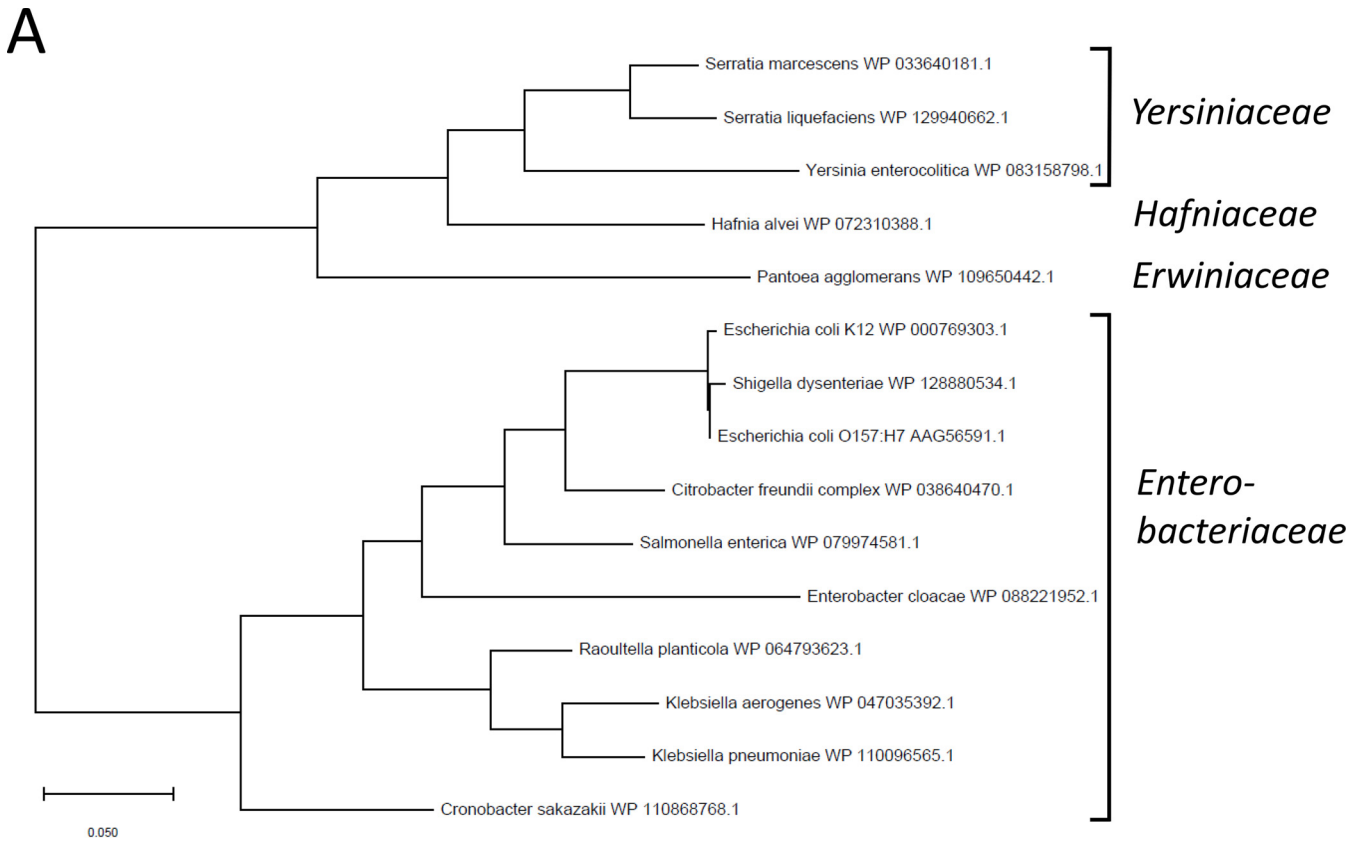 A
Serratia marcescens WP 033640181.1
Serratia liquefaciens WP 129940662.1
Yersiniaceae
Yersinia enterocolitica WP 083158798.1
Hafnia alvei WP 072310388.1
Hafniaceae
Pantoea agglomerans WP 109650442.1
Erwiniaceae
Escherichia coli K12 WP 000769303.1
Shigella dysenteriae WP 128880534.1
Escherichia coli O157:H7 AAG56591.1
Citrobacter freundii complex WP 038640470.1
Entero-
bacteriaceae
Salmonella enterica WP 079974581.1
Enterobacter cloacae WP 088221952.1
Raoultella planticola WP 064793623.1
Klebsiella aerogenes WP 047035392.1
Klebsiella pneumoniae WP 110096565.1
Cronobacter sakazakii WP 110868768.1
0.050